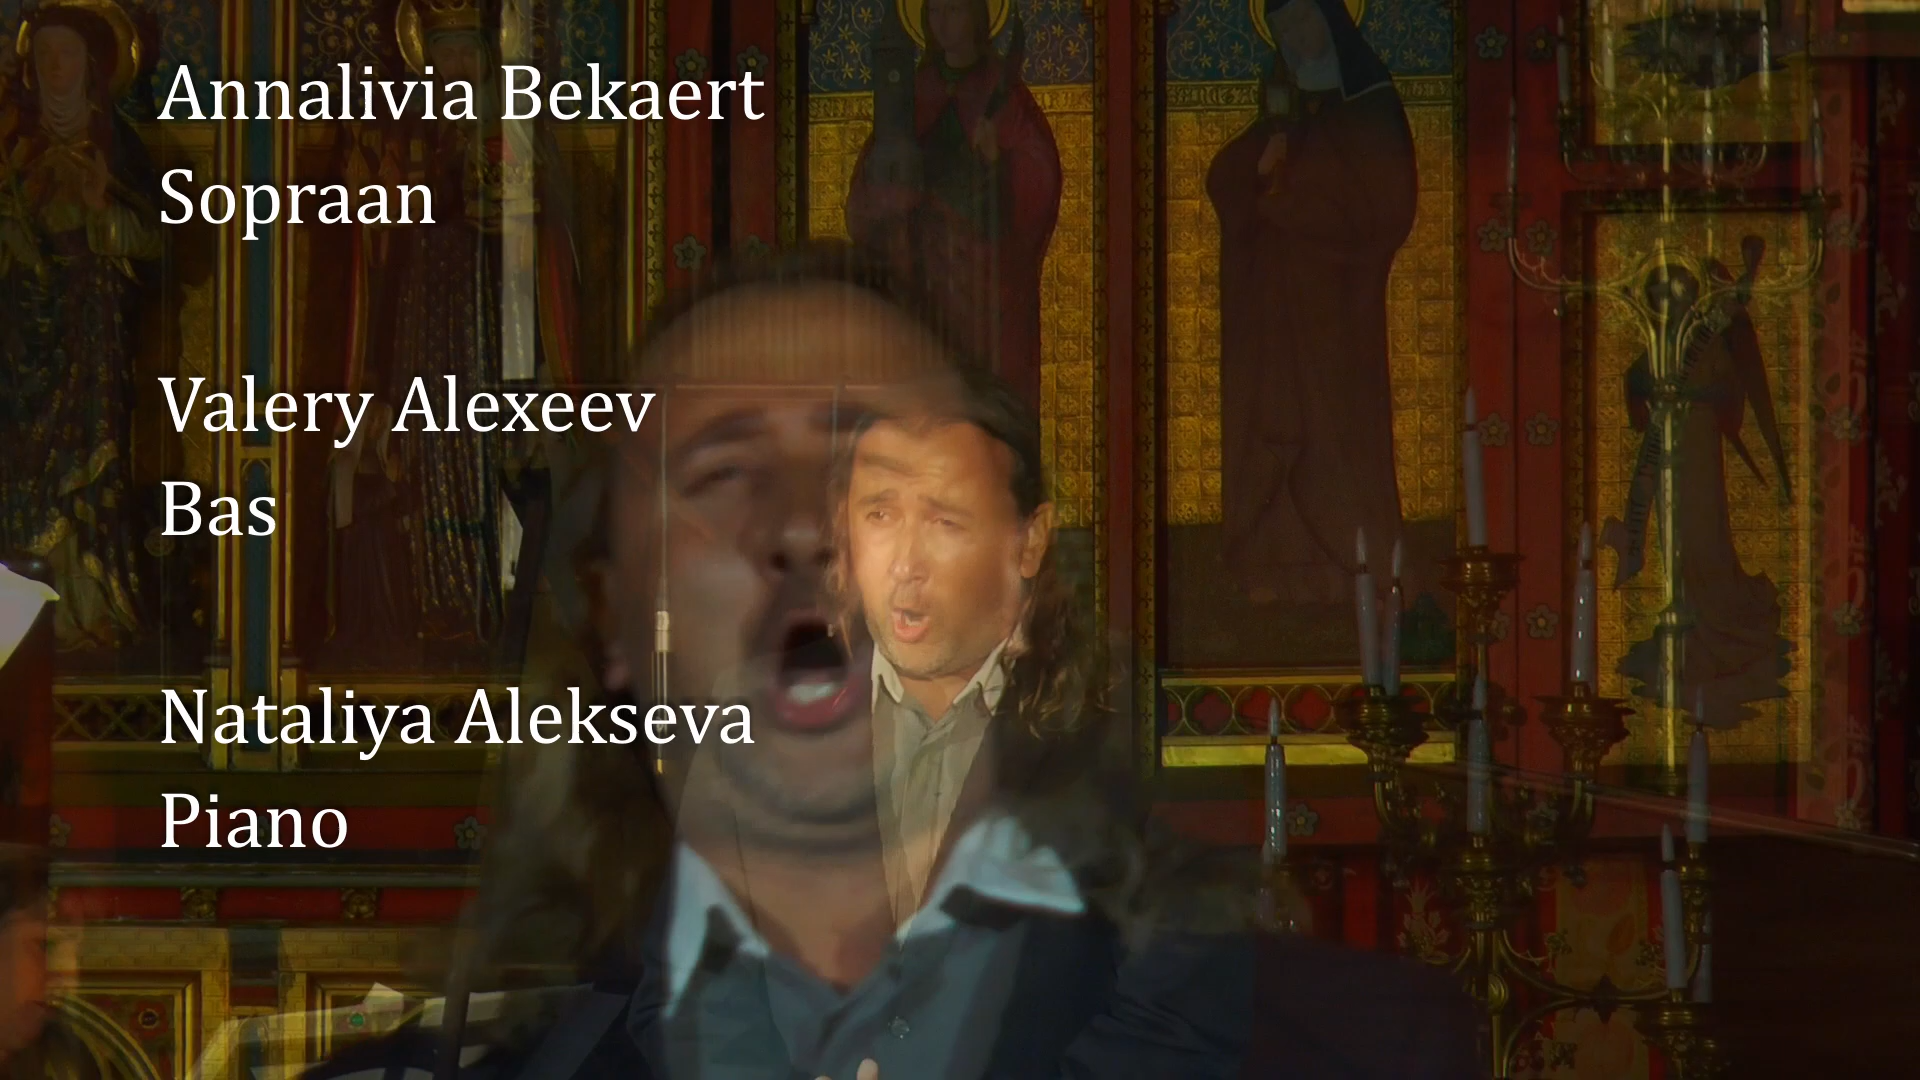 Annalivia Bekaert
Sopraan
Valery Alexeev
Bas
Nataliya Alekseva
Piano